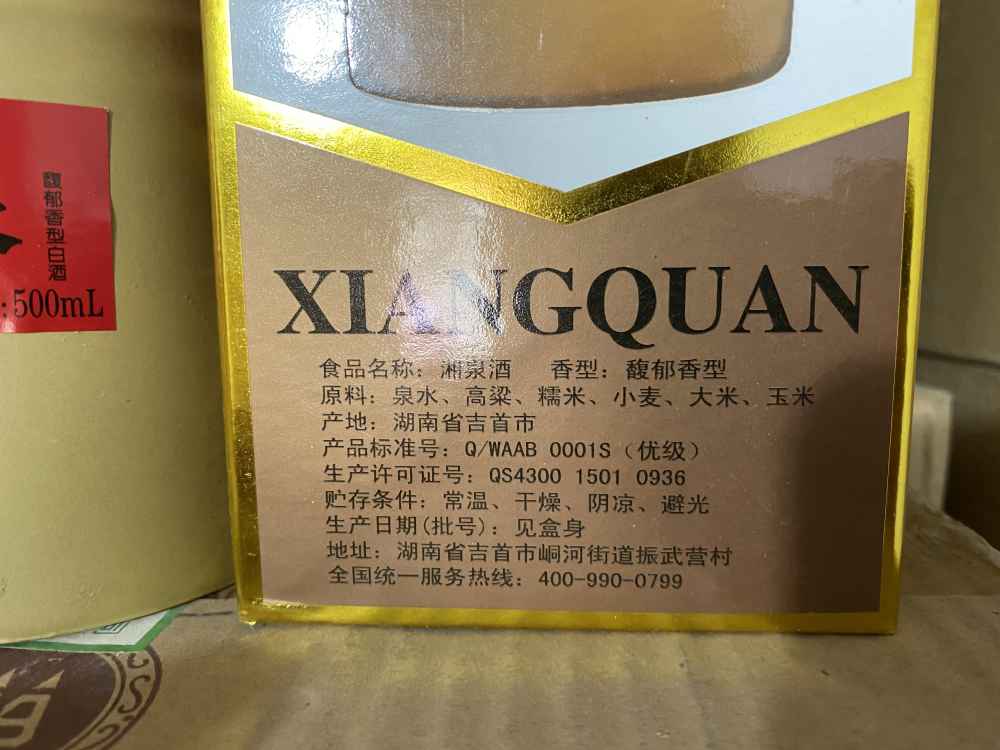 馥郁香型白酒
:500mL
XIANGQUAN
食品名称：湘泉酒 香型：馥郁香型
原料：泉水、高粱、糯米、小麦、大米、玉米
产地：湖南省吉首市
产品标准号：Q/WAAB 0001S（优级）
生产许可证号：QS4300 1501 0936
贮存条件：常温、干燥、阴凉、避光
生产日期(批号)：见盒身
地址：湖南省吉首市峒河街道振武营村
全国统一服务热线：400-990-0799